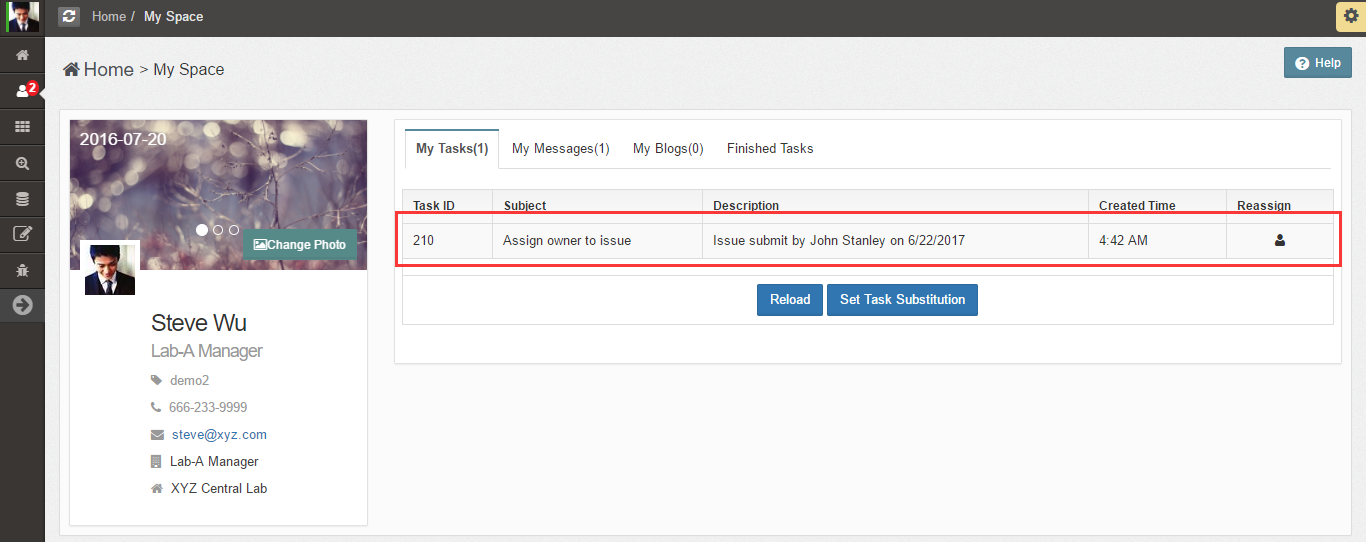 Home / My Space
2
Home > My Space
Help
2016-07-20
Change Photo
Steve Wu
Lab-A Manager
demo2
666-233-9999
steve@xyz.com
Lab-A Manager
XYZ Central Lab
My Tasks(1) My Messages(1) My Blogs(0) Finished Tasks
Task ID Subject Description Created Time Reassign
210 Assign owner to issue Issue submit by John Stanley on 6/22/2017 4:42 AM
Reload Set Task Substitution